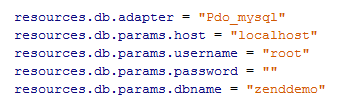 resources.db.adapter = "Pdo_mysql"
resources.db.params.host = "localhost"
resources.db.params.username = "root"
resources.db.params.password = ""
resources.db.params.dbname = "zenddemo"